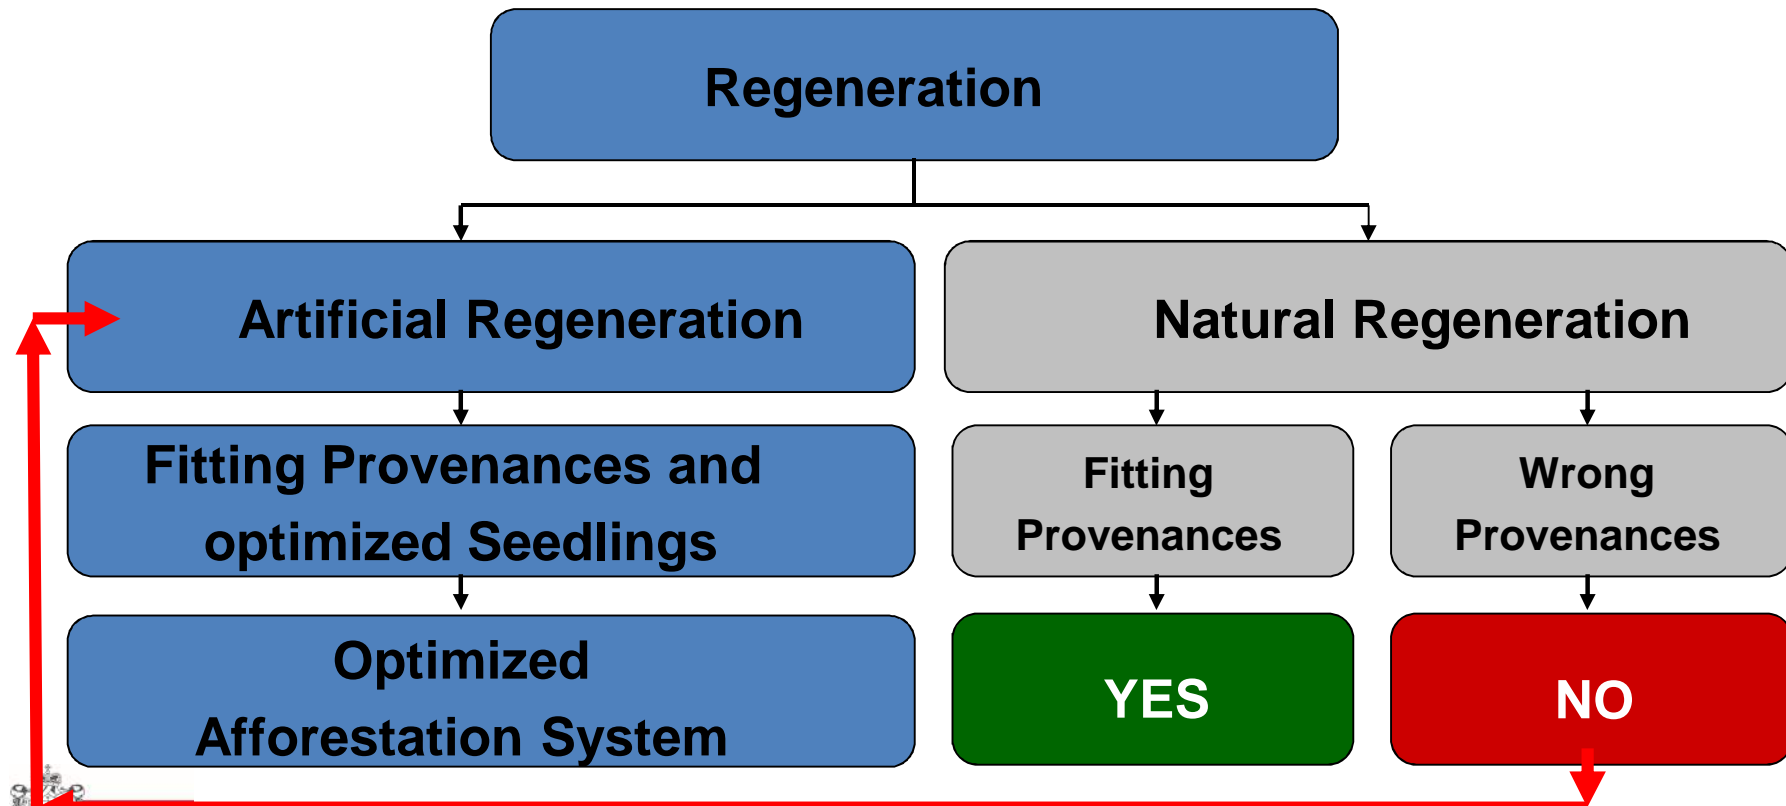 Regeneration
Artificial Regeneration
Natural Regeneration
Fitting Provenances and
optimized Seedlings
Fitting
Provenances
Wrong
Provenances
Optimized
Afforestation System
YES
NO